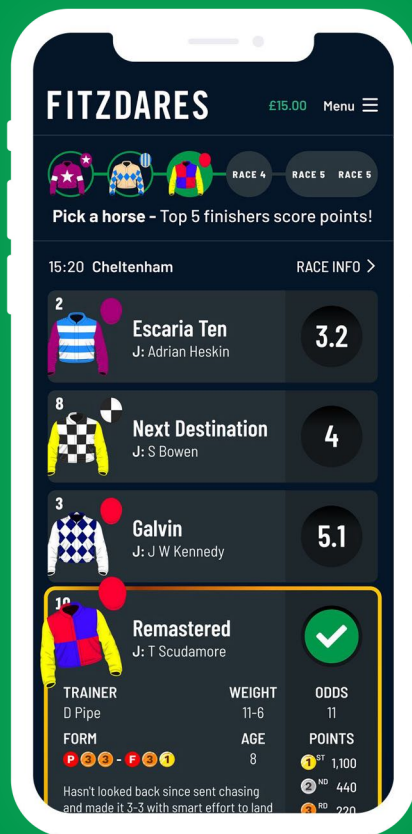 FITZDARES £15.00 Menu
RACE 4 RACE 5 RACE 5
Pick a horse - Top 5 finishers score points!
15:20 Cheltenham RACE INFO >
2
Escaria Ten
J: Adrian Heskin
3.2
8
Next Destination
J: S Bowen
4
3
Galvin
J: J W Kennedy
5.1
10
Remastered
J: T Scudamore
TRAINER WEIGHT ODDS
D Pipe 11-6 11
FORM AGE POINTS
P 3 3 - F 3 1 8 1ST 1,100
2ND 440
Hasn't looked back since sent chasing
and made it 3-3 with smart effort to land
3RD 220